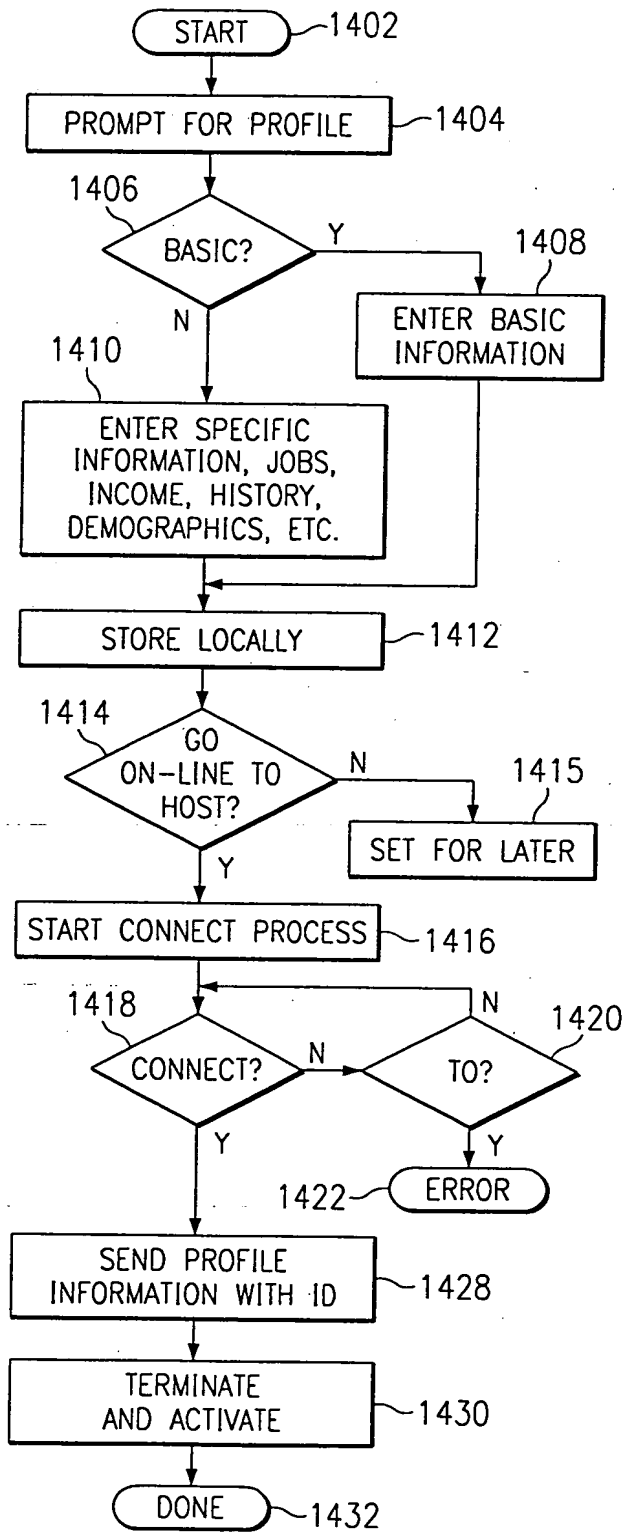 START
1402
PROMPT FOR PROFILE
1404
1406
BASIC?
Y
N
1408
ENTER BASIC
INFORMATION
1410
ENTER SPECIFIC
INFORMATION, JOBS,
INCOME, HISTORY,
DEMOGRAPHICS, ETC.
STORE LOCALLY
1412
1414
GO
ON-LINE TO
HOST?
N
Y
1415
SET FOR LATER
START CONNECT PROCESS
1416
1418
CONNECT?
N
Y
N
1420
TO?
Y
1422
ERROR
SEND PROFILE
INFORMATION WITH ID
1428
TERMINATE
AND ACTIVATE
1430
DONE
1432